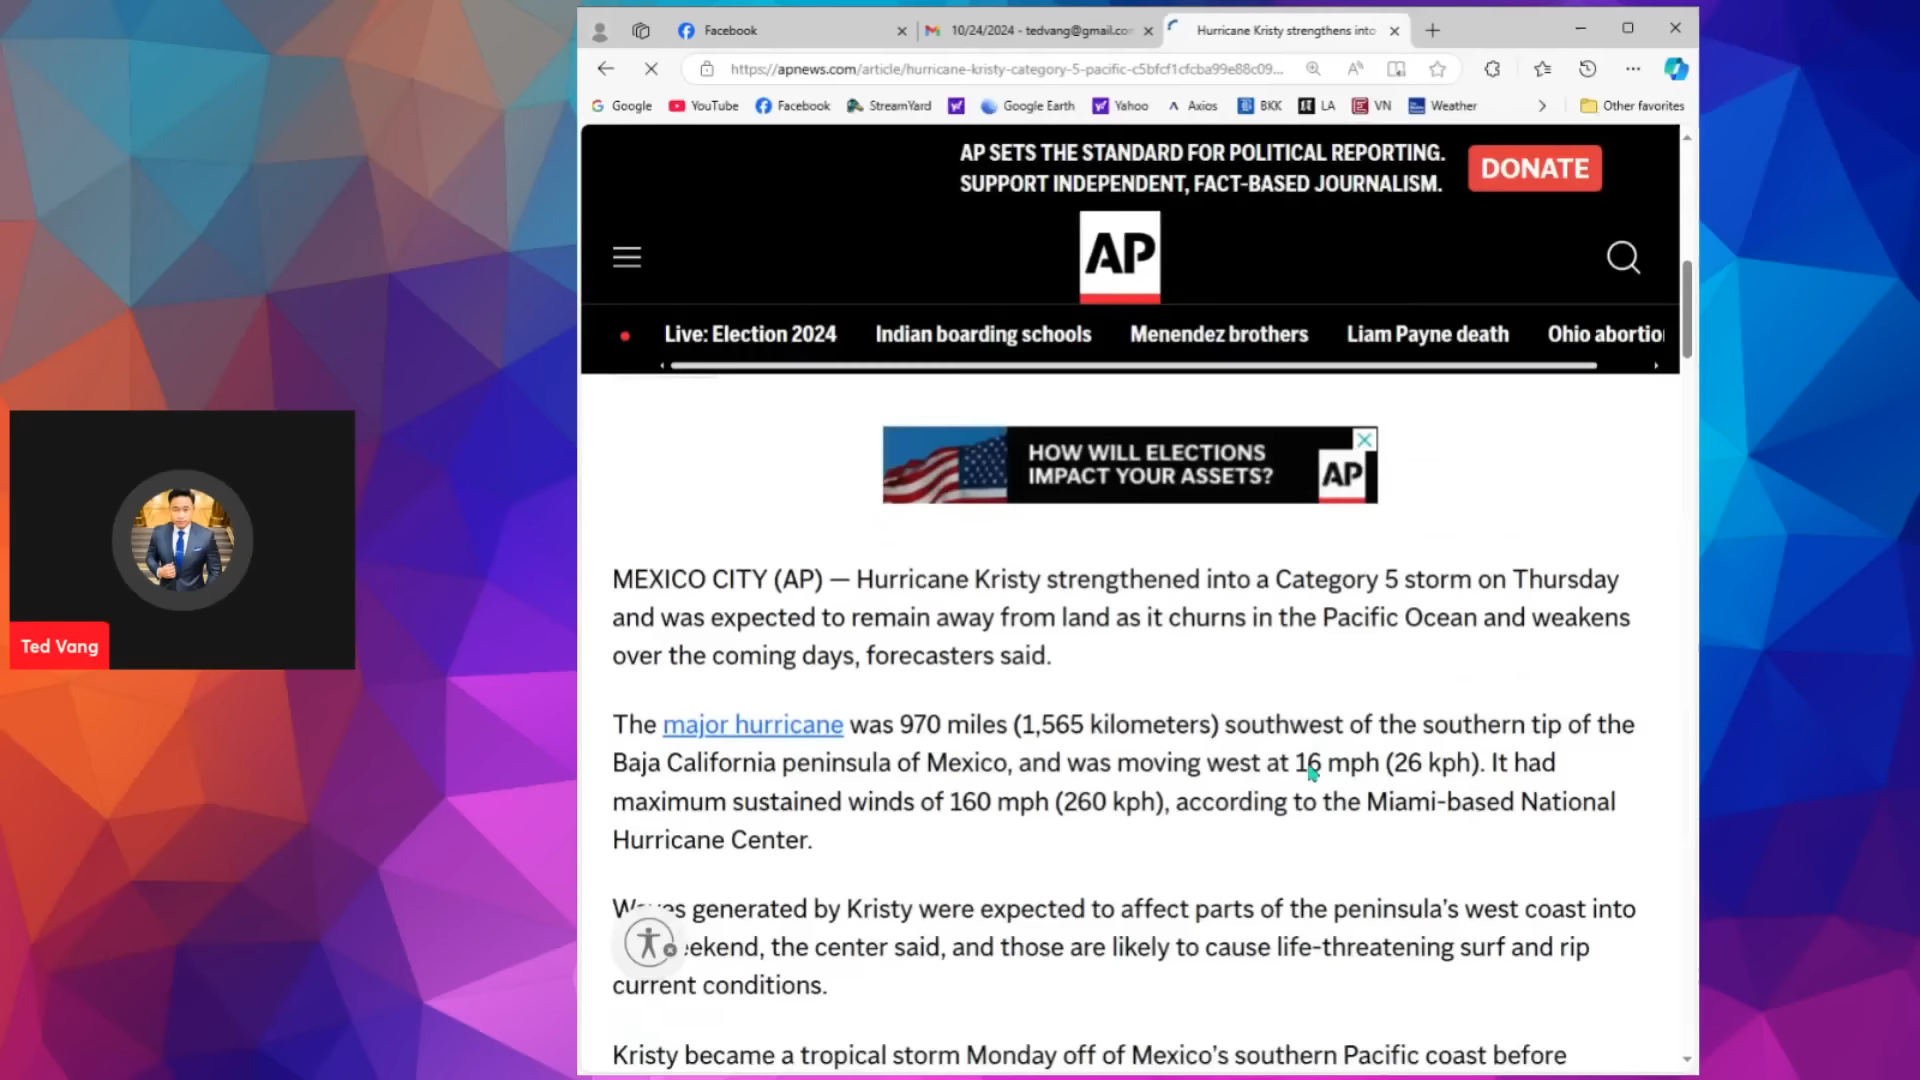 Facebook
10/24/2024 - tedvang@gmail.com
Hurricane Kristy strengthens into
https://apnews.com/article/hurricane-kristy-category-5-pacific-c5bfcf1cfcba99e88c09...
Google YouTube Facebook StreamYard Google Earth Yahoo Axios BKK LA VN Weather Other favorites
AP SETS THE STANDARD FOR POLITICAL REPORTING.
SUPPORT INDEPENDENT, FACT-BASED JOURNALISM.
DONATE
AP
Live: Election 2024 Indian boarding schools Menendez brothers Liam Payne death Ohio abortio
HOW WILL ELECTIONS
IMPACT YOUR ASSETS?
AP
MEXICO CITY (AP) — Hurricane Kristy strengthened into a Category 5 storm on Thursday
and was expected to remain away from land as it churns in the Pacific Ocean and weakens
over the coming days, forecasters said.
The major hurricane was 970 miles (1,565 kilometers) southwest of the southern tip of the
Baja California peninsula of Mexico, and was moving west at 16 mph (26 kph). It had
maximum sustained winds of 160 mph (260 kph), according to the Miami-based National
Hurricane Center.
Waves generated by Kristy were expected to affect parts of the peninsula's west coast into
eekend, the center said, and those are likely to cause life-threatening surf and rip
current conditions.
Kristy became a tropical storm Monday off of Mexico's southern Pacific coast before
Ted Vang